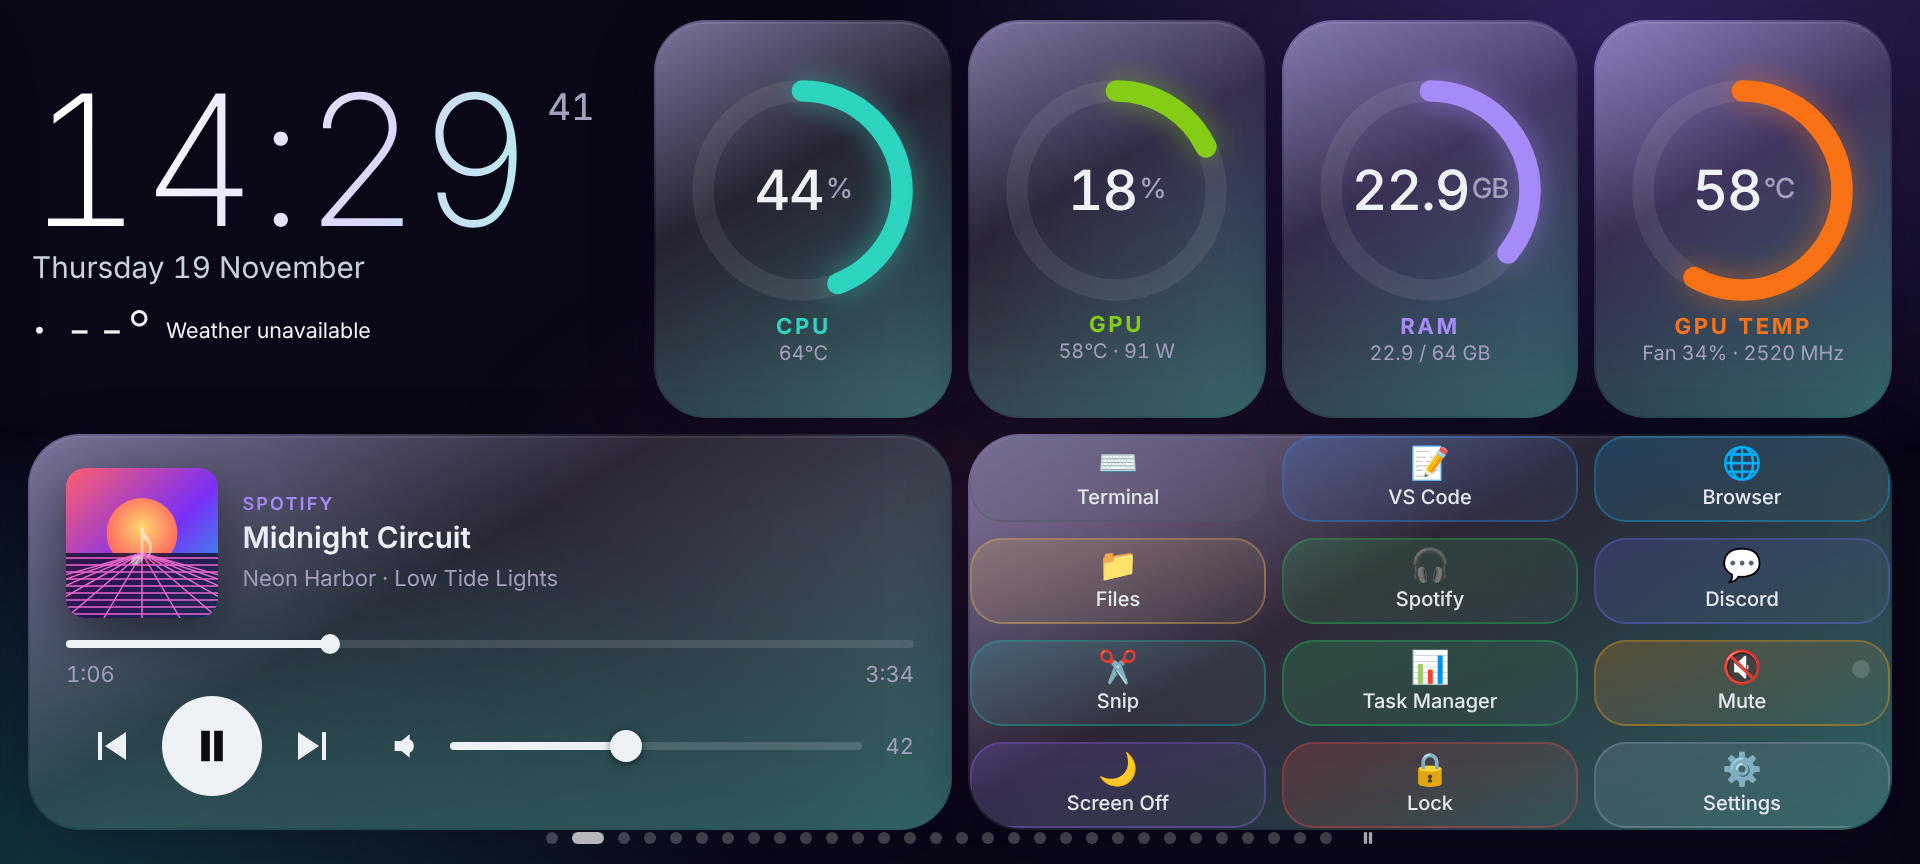 14:29 41
Thursday 19 November
• – –° Weather unavailable
44%
CPU
64°C
18%
GPU
58°C · 91 W
22.9GB
RAM
22.9 / 64 GB
58°C
GPU TEMP
Fan 34% · 2520 MHz
SPOTIFY
Midnight Circuit
Neon Harbor · Low Tide Lights
1:06 3:34
42
Terminal
VS Code
Browser
Files
Spotify
Discord
Snip
Task Manager
Mute
Screen Off
Lock
Settings